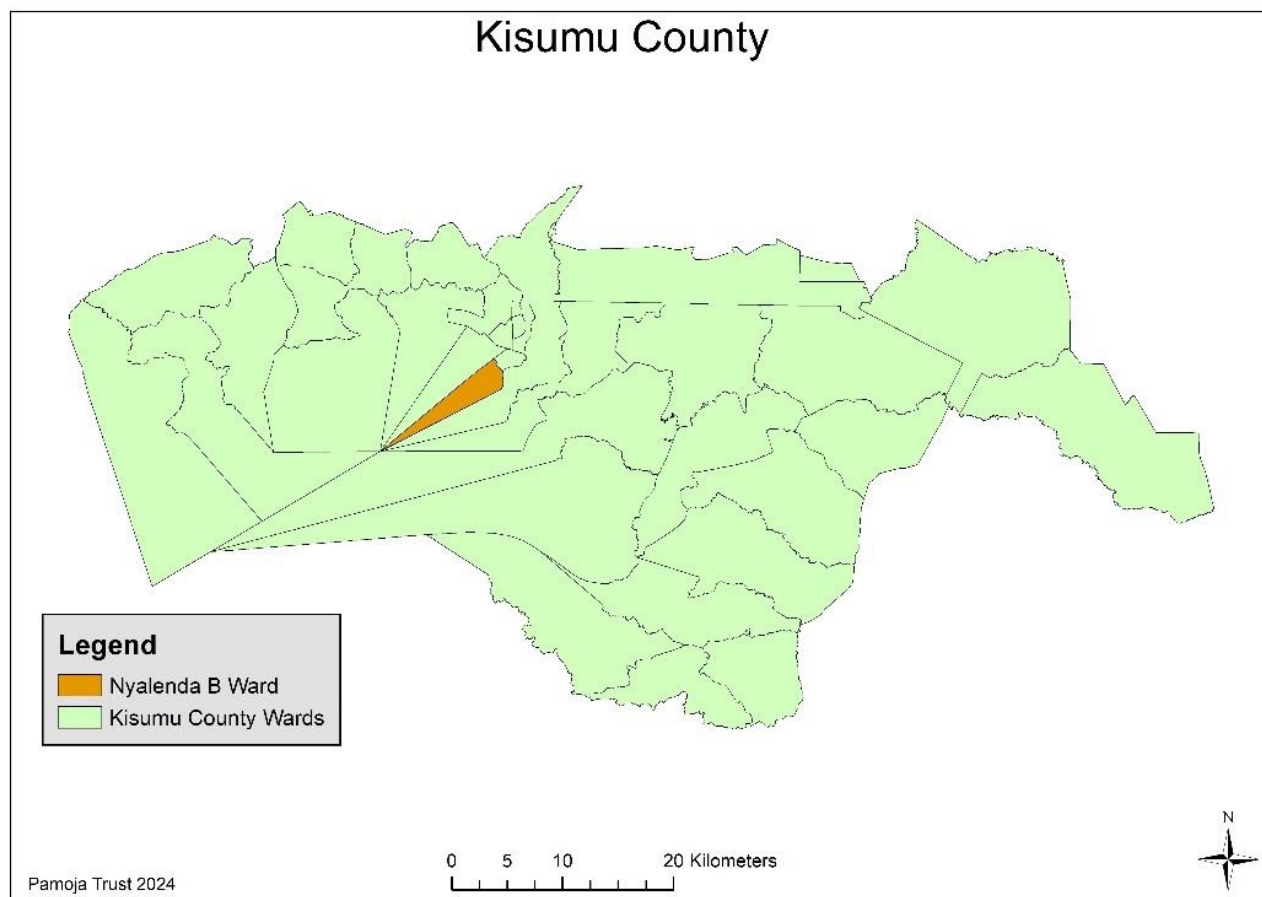 Kisumu County
Legend
Nyalenda B Ward
Kisumu County Wards
N
0 5 10 20 Kilometers
Pamoja Trust 2024